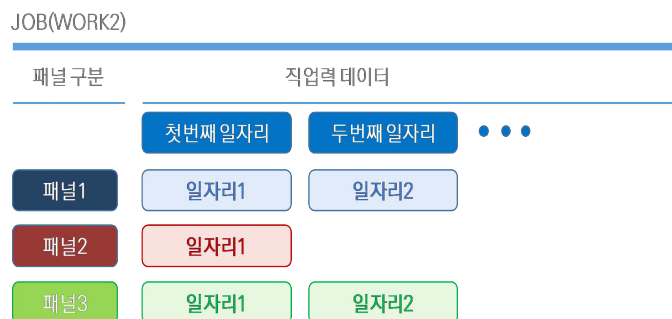 JOB(WORK2)
패널 구분 직업력 데이터
첫번째 일자리 두번째 일자리 •••
패널1 일자리1 일자리2
패널2 일자리1
패널3 일자리1 일자리2